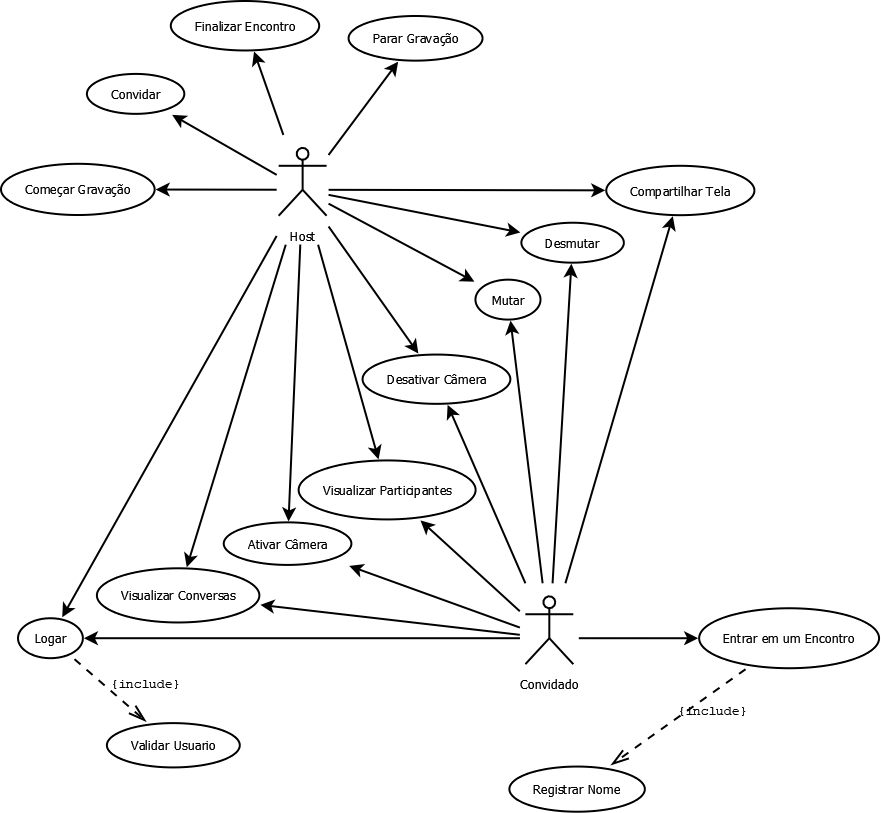 Finalizar Encontro
Parar Gravação
Convidar
Começar Gravação
Compartilhar Tela
Host
Desmutar
Mutar
Desativar Câmera
Visualizar Participantes
Ativar Câmera
Visualizar Conversas
Logar
Entrar em um Encontro
Convidado
{include}
{include}
Validar Usuario
Registrar Nome